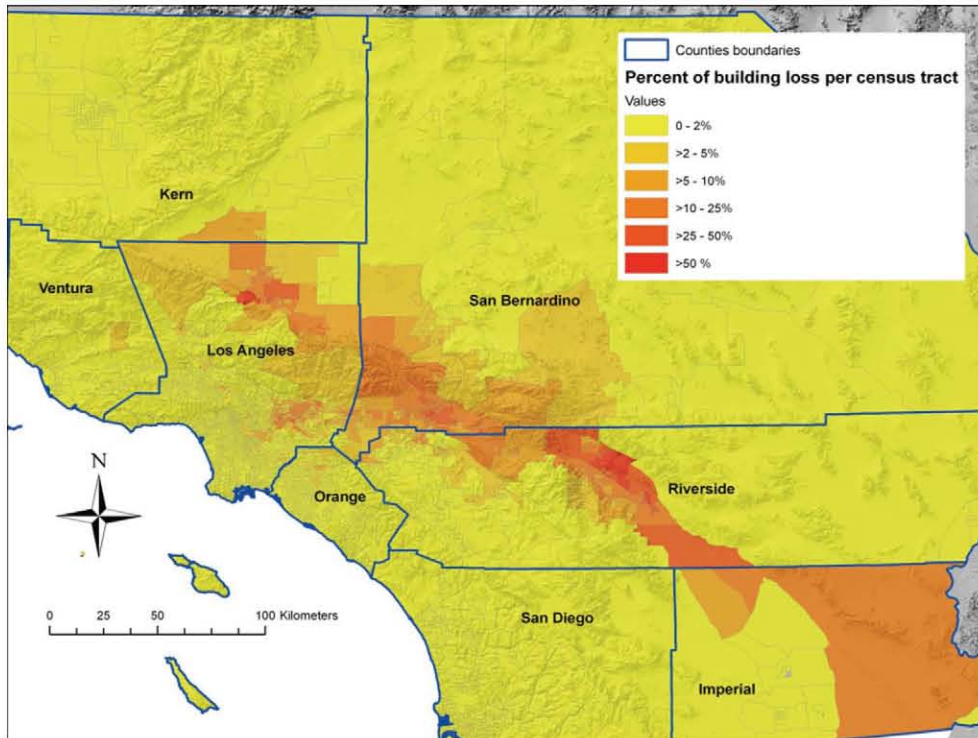 Counties boundaries
Percent of building loss per census tract
Values
0 - 2%
>2 - 5%
>5 - 10%
>10 - 25%
>25 - 50%
>50 %
Kern
Ventura
San Bernardino
Los Angeles
N
Riverside
Orange
0 25 50 100 Kilometers
San Diego
Imperial